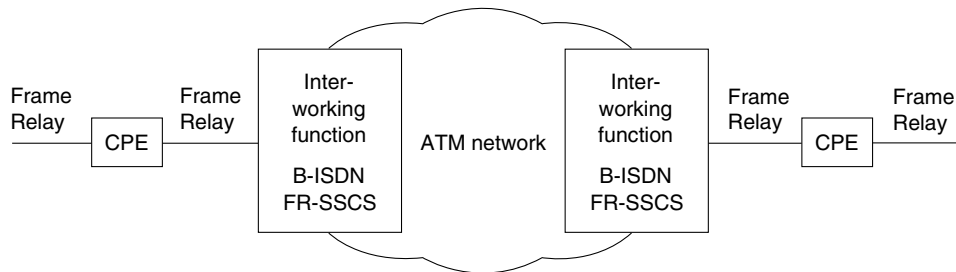 Frame
Relay
CPE
Frame
Relay
Inter-
working
function
B-ISDN
FR-SSCS
ATM network
Inter-
working
function
B-ISDN
FR-SSCS
Frame
Relay
CPE
Frame
Relay